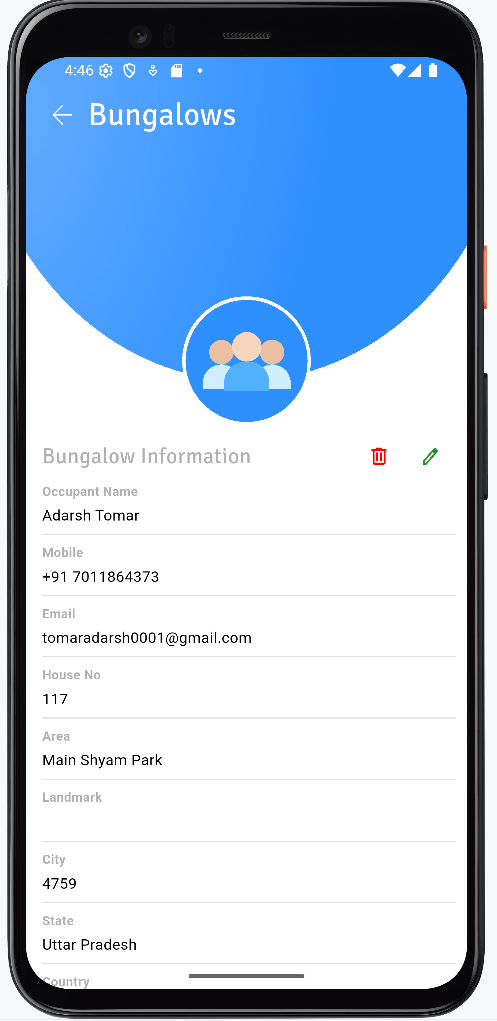 4:46
Bungalows
Bungalow Information
Occupant Name
Adarsh Tomar
Mobile
+91 7011864373
Email
tomaradarsh0001@gmail.com
House No
117
Area
Main Shyam Park
Landmark
City
4759
State
Uttar Pradesh
Country